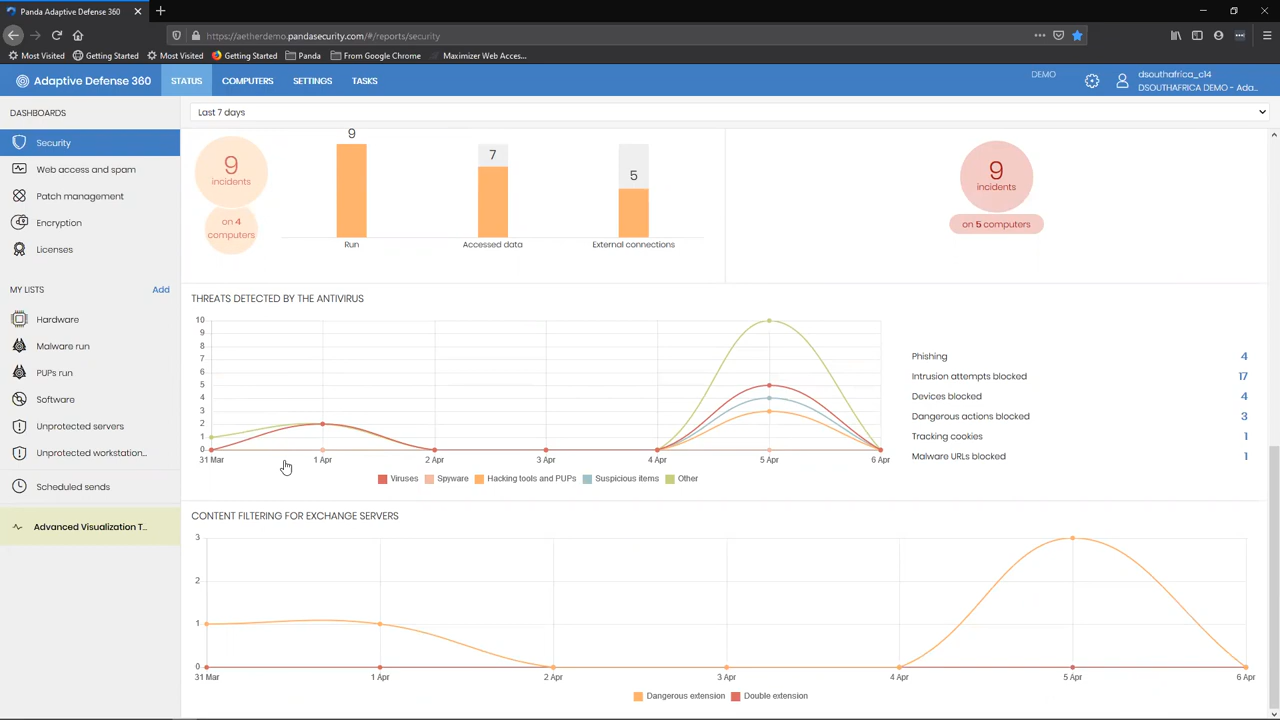 Panda Adaptive Defense 360
https://aetherdemo.pandasecurity.com/#/reports/security
Most Visited
Getting Started
Most Visited
Getting Started
Panda
From Google Chrome
Maximizer Web Acces...
Adaptive Defense 360
STATUS
COMPUTERS
SETTINGS
TASKS
DEMO
dsouthafrica_c14
DSOUTHAFRICA DEMO - Ada...
DASHBOARDS
Security
Web access and spam
Patch management
Encryption
Licenses
MY LISTS
Add
Hardware
Malware run
PUPs run
Software
Unprotected servers
Unprotected workstation...
Scheduled sends
Advanced Visualization T...
Last 7 days
9
incidents
on 4
computers
9
Run
7
Accessed data
5
External connections
9
incidents
on 5 computers
THREATS DETECTED BY THE ANTIVIRUS
10
9
8
7
6
5
4
3
2
1
0
31 Mar
1 Apr
2 Apr
3 Apr
4 Apr
5 Apr
6 Apr
Viruses
Spyware
Hacking tools and PUPs
Suspicious items
Other
Phishing 4
Intrusion attempts blocked 17
Devices blocked 4
Dangerous actions blocked 3
Tracking cookies 1
Malware URLs blocked 1
CONTENT FILTERING FOR EXCHANGE SERVERS
3
2
1
0
31 Mar
1 Apr
2 Apr
3 Apr
4 Apr
5 Apr
6 Apr
Dangerous extension
Double extension